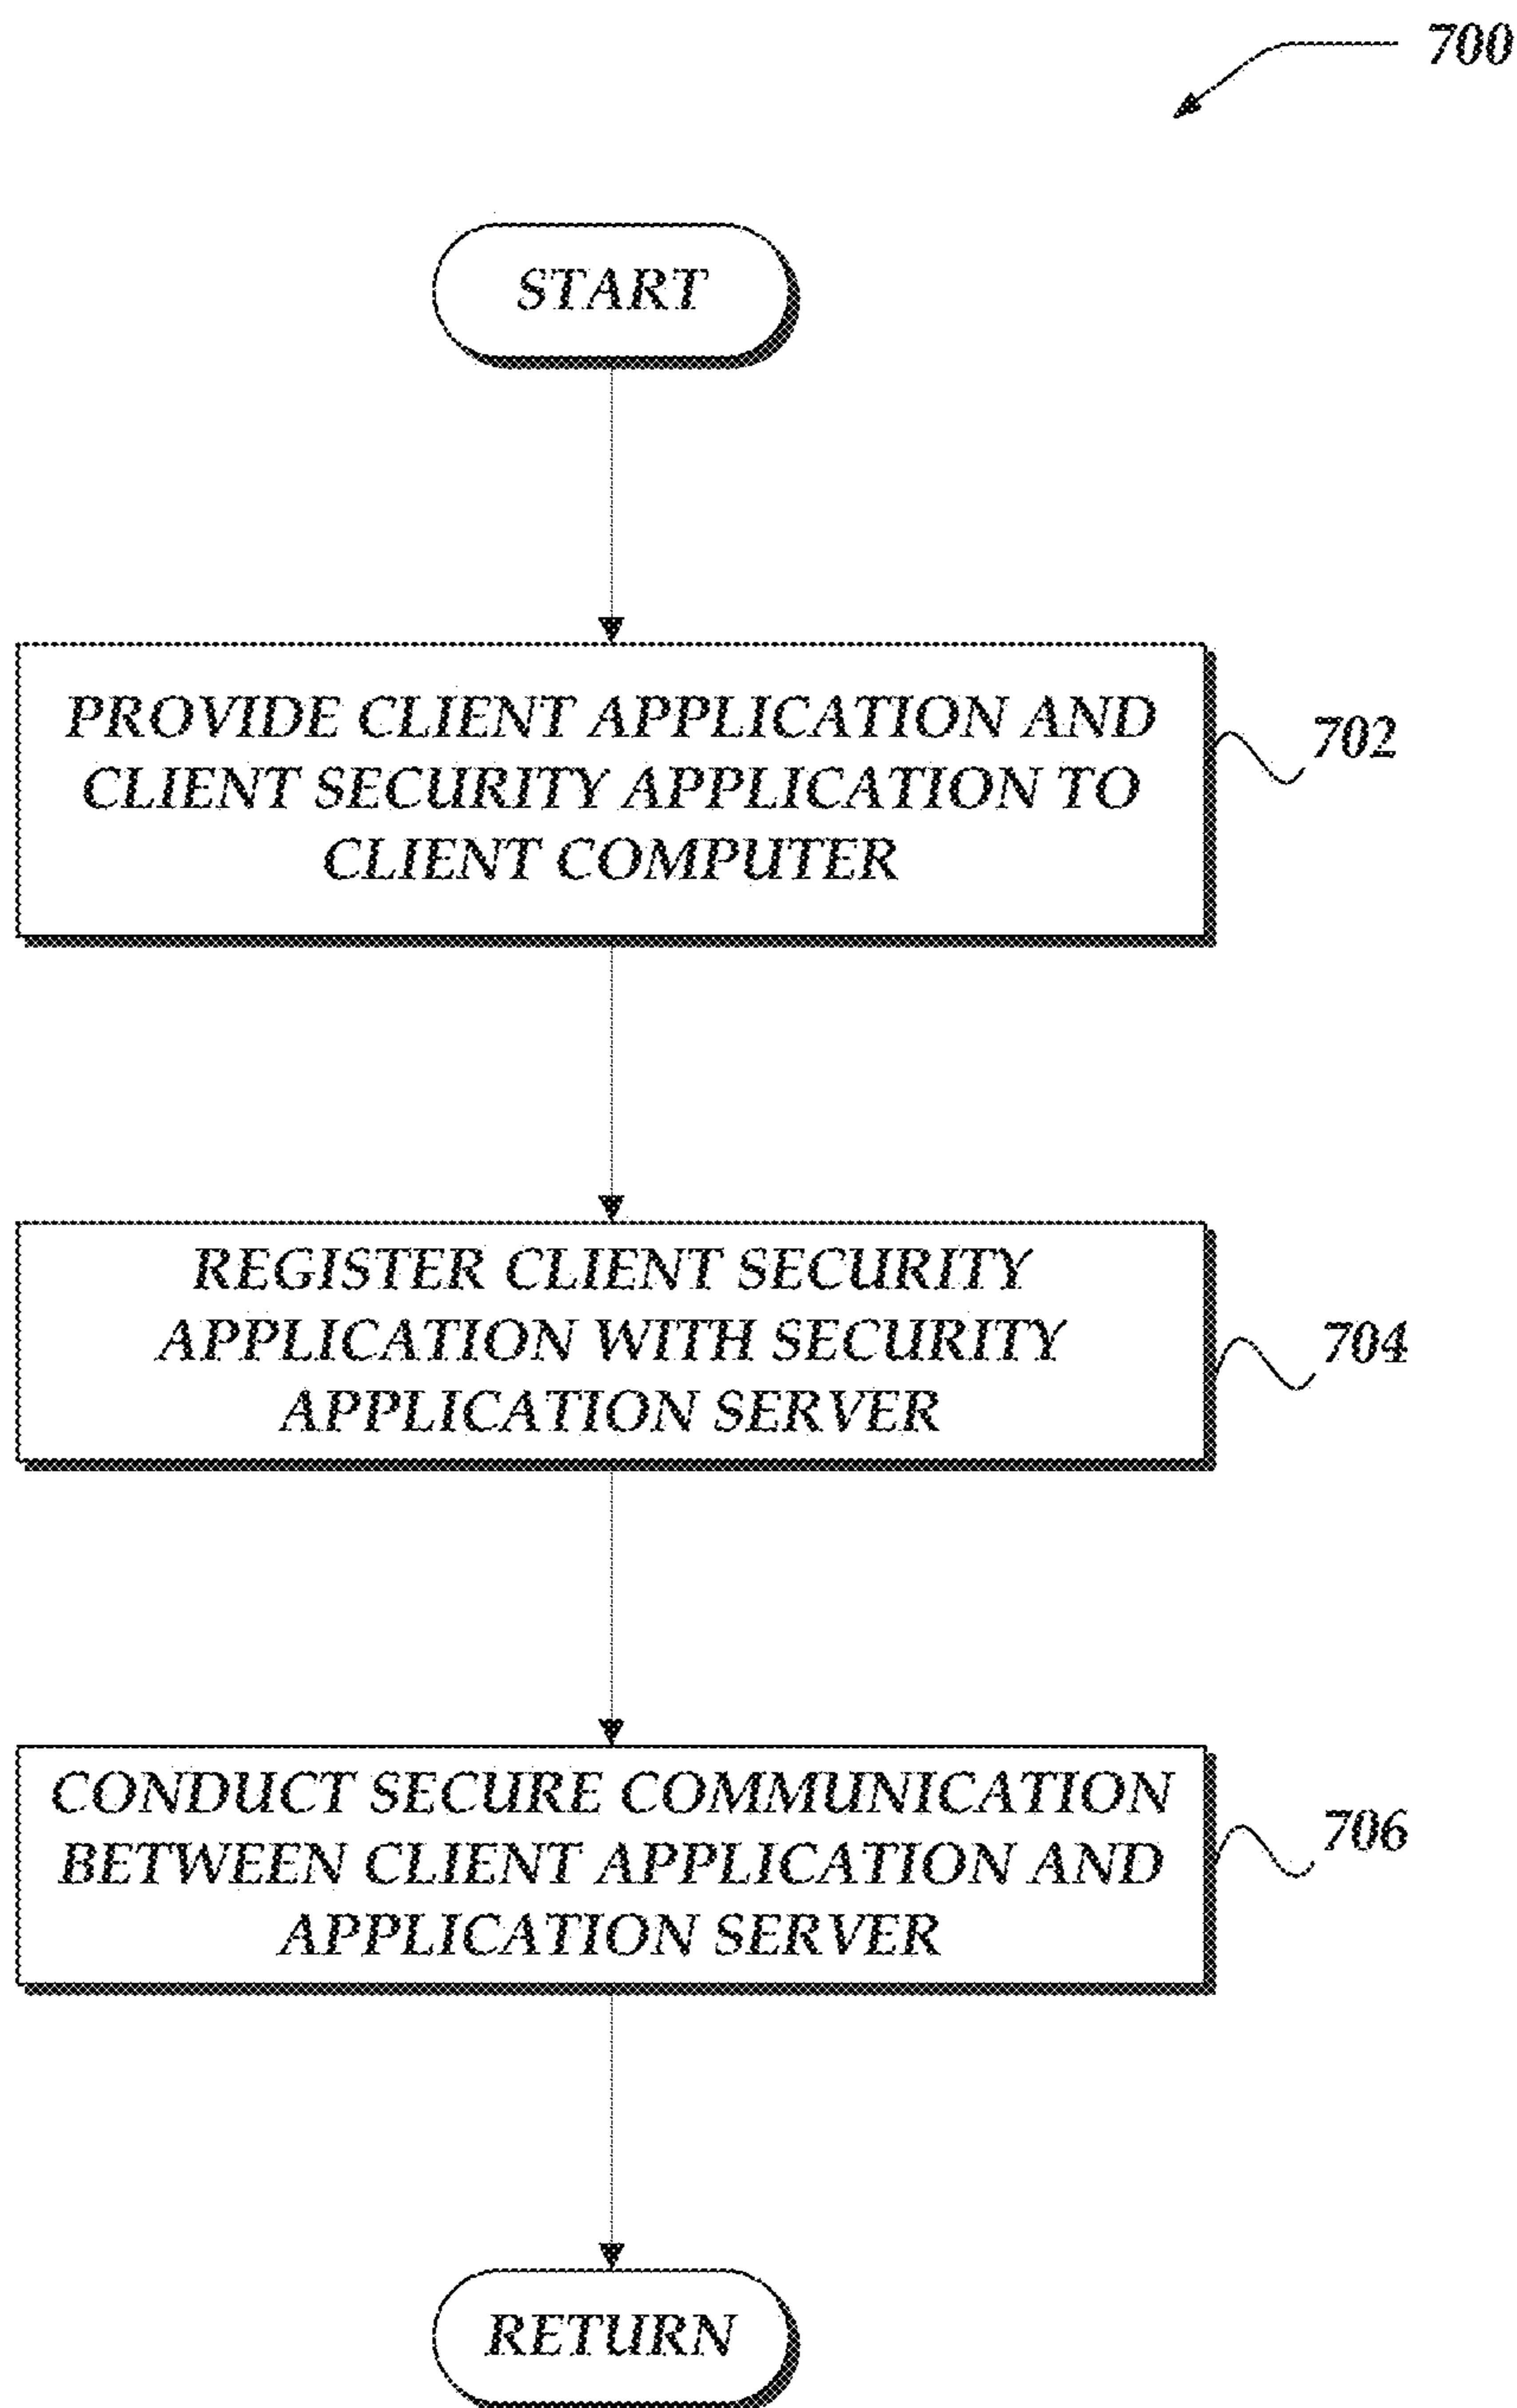 700
START
PROVIDE CLIENT APPLICATION AND
CLIENT SECURITY APPLICATION TO
CLIENT COMPUTER
702
REGISTER CLIENT SECURITY
APPLICATION WITH SECURITY
APPLICATION SERVER
704
CONDUCT SECURE COMMUNICATION
BETWEEN CLIENT APPLICATION AND
APPLICATION SERVER
706
RETURN